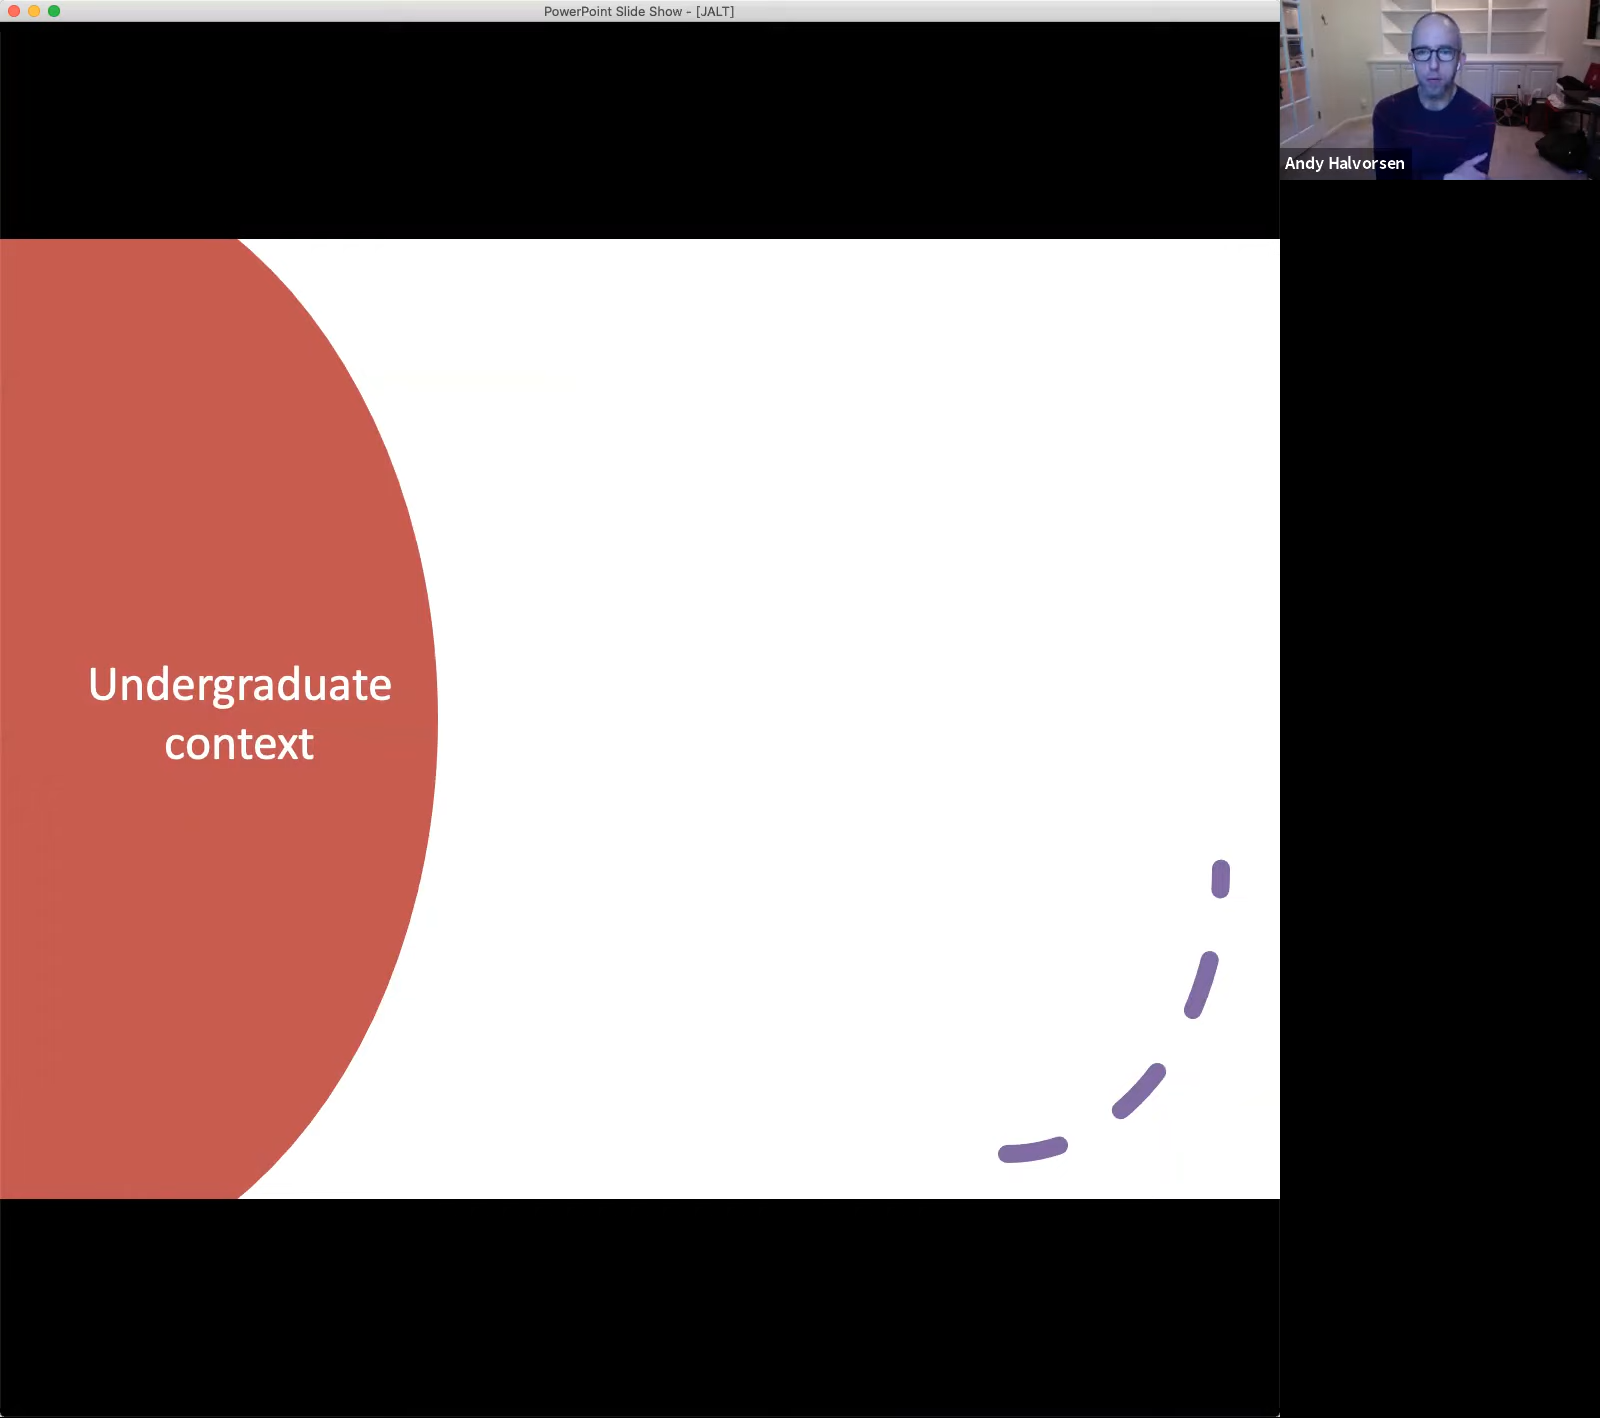 PowerPoint Slide Show - [JALT]
Andy Halvorsen
Undergraduate
context